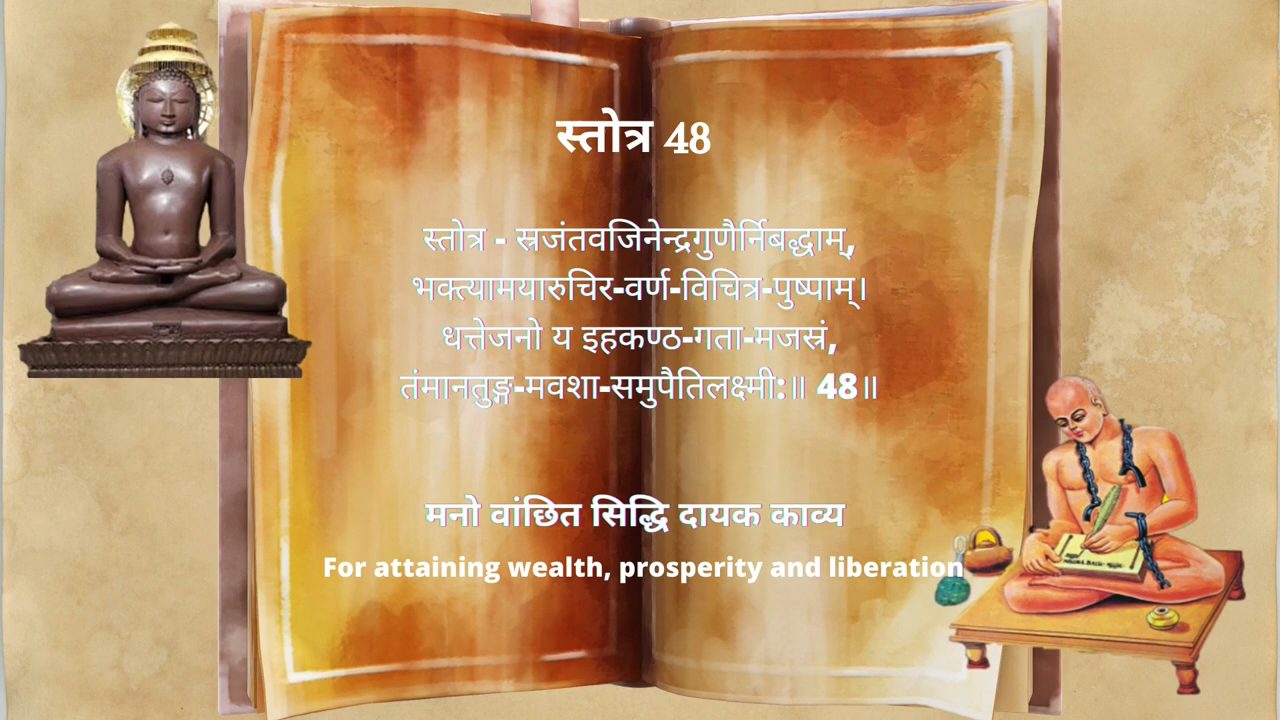 स्तोत्र 48
स्तोत्र - स्रजंतवजिनेन्द्रगुणैर्निबद्धाम्,
भक्त्यामयारुचिर-वर्ण-विचित्र-पुष्पाम्।
धत्तेजनो य इहकण्ठ-गता-मजस्रं,
तंमानतुङ्ग-मवशा-समुपैतिलक्ष्मी:॥ 48॥
मनो वांछित सिद्धि दायक काव्य
For attaining wealth, prosperity and liberation